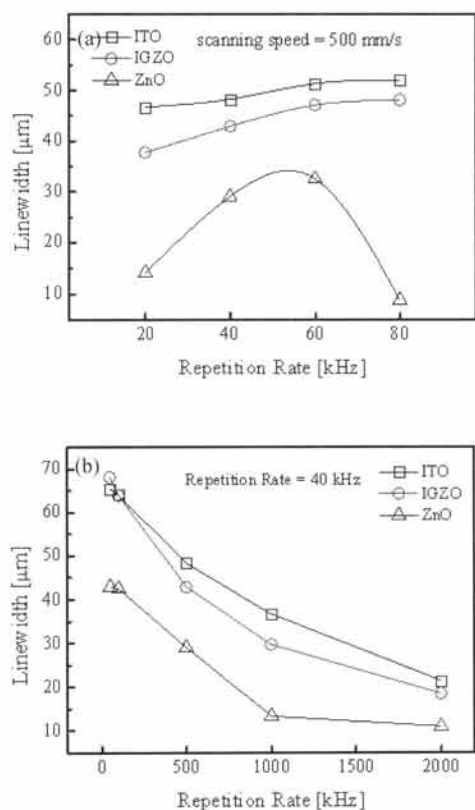 (a)
ITO
IGZO
ZnO
scanning speed = 500 mm/s
Linewidth [μm]
60
50
40
30
20
10
20 40 60 80
Repetition Rate [kHz]
(b)
Repetition Rate = 40 kHz
ITO
IGZO
ZnO
Linewidth [μm]
70
60
50
40
30
20
10
0 500 1000 1500 2000
Repetition Rate [kHz]